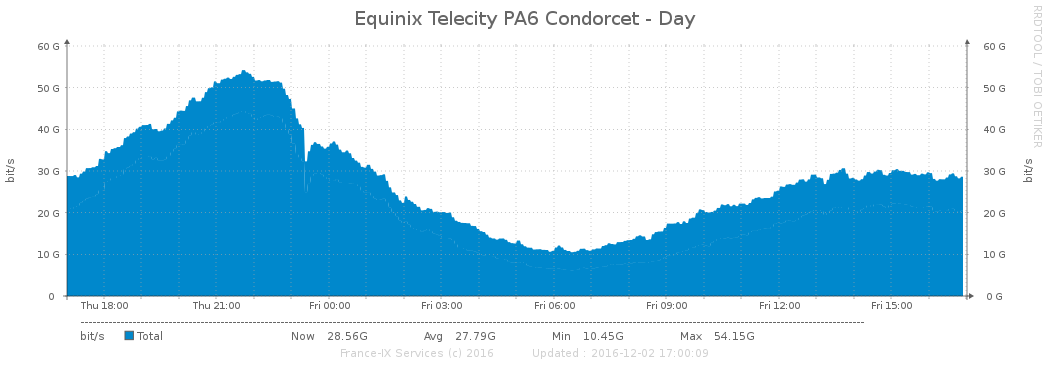 Equinix Telecity PA6 Condorcet - Day
RRDTOOL / TOBI OETIKER
bit/s
bit/s
60 G 60 G
50 G 50 G
40 G 40 G
30 G 30 G
20 G 20 G
10 G 10 G
0 0 G
Thu 18:00 Thu 21:00 Fri 00:00 Fri 03:00 Fri 06:00 Fri 09:00 Fri 12:00 Fri 15:00
bit/s Total Now 28.56G Avg 27.79G Min 10.45G Max 54.15G
France-IX Services (c) 2016 Updated : 2016-12-02 17:00:09